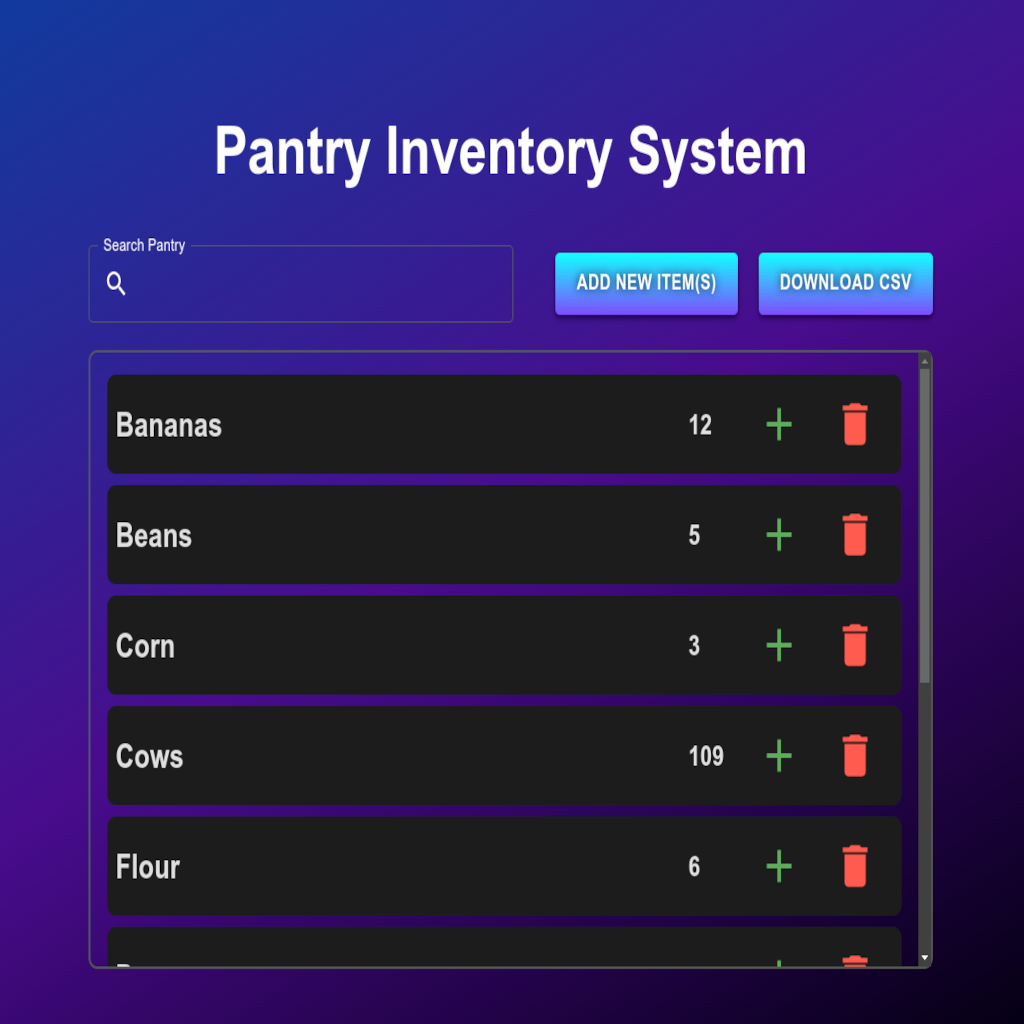 Pantry Inventory System
Search Pantry
ADD NEW ITEM(S) DOWNLOAD CSV
Bananas 12
Beans 5
Corn 3
Cows 109
Flour 6